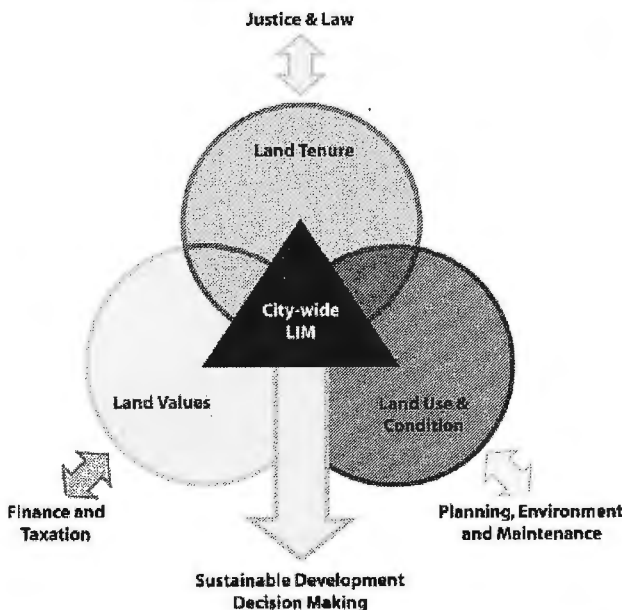 Justice & Law
Land Tenure
City-wide
LIM
Land Values
Land Use &
Condition
Finance and
Taxation
Planning, Environment
and Maintenance
Sustainable Development
Decision Making